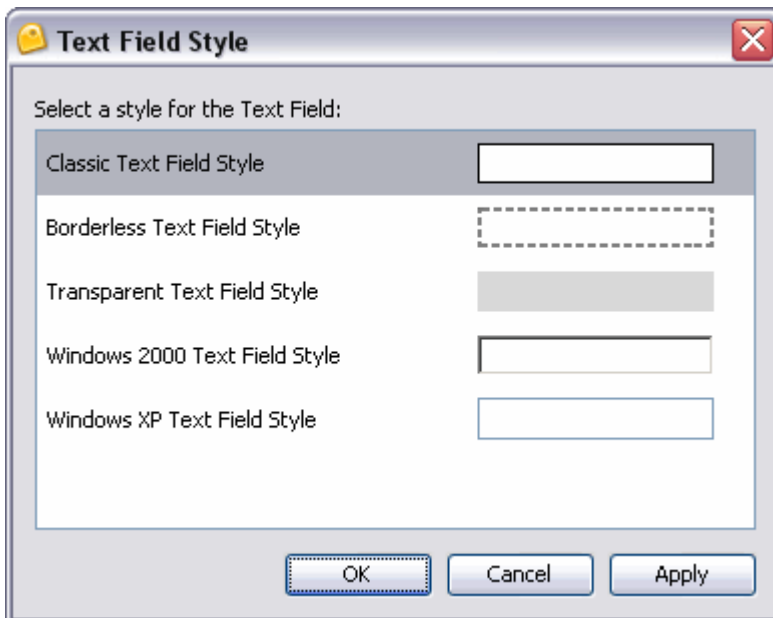 Text Field Style
Select a style for the Text Field:
Classic Text Field Style
Borderless Text Field Style
Transparent Text Field Style
Windows 2000 Text Field Style
Windows XP Text Field Style
OK Cancel Apply